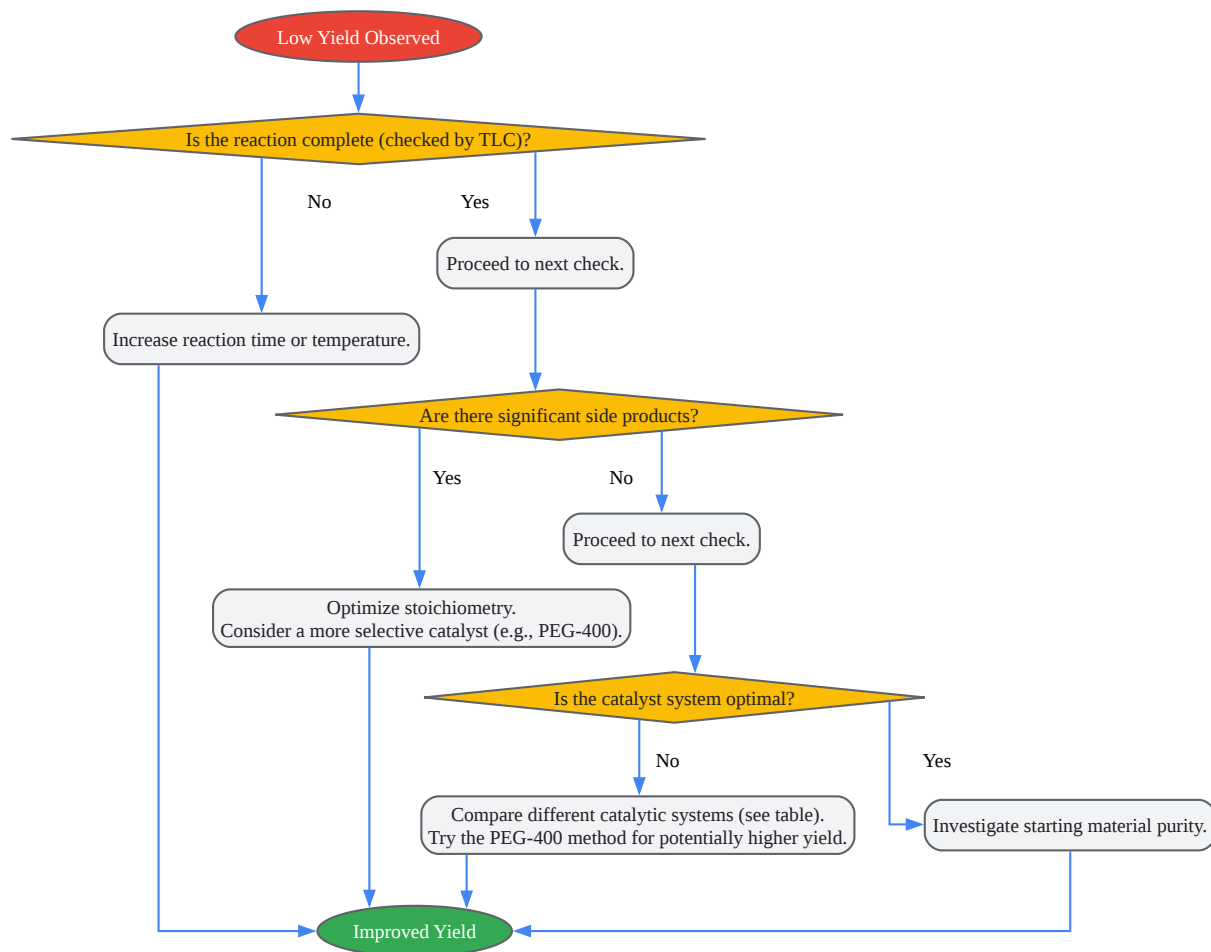 Low Yield Observed
Is the reaction complete (checked by TLC)?
No
Yes
Proceed to next check.
Increase reaction time or temperature.
Are there significant side products?
Yes
No
Proceed to next check.
Optimize stoichiometry.
Consider a more selective catalyst (e.g., PEG-400).
Is the catalyst system optimal?
No
Yes
Compare different catalytic systems (see table).
Try the PEG-400 method for potentially higher yield.
Investigate starting material purity.
Improved Yield